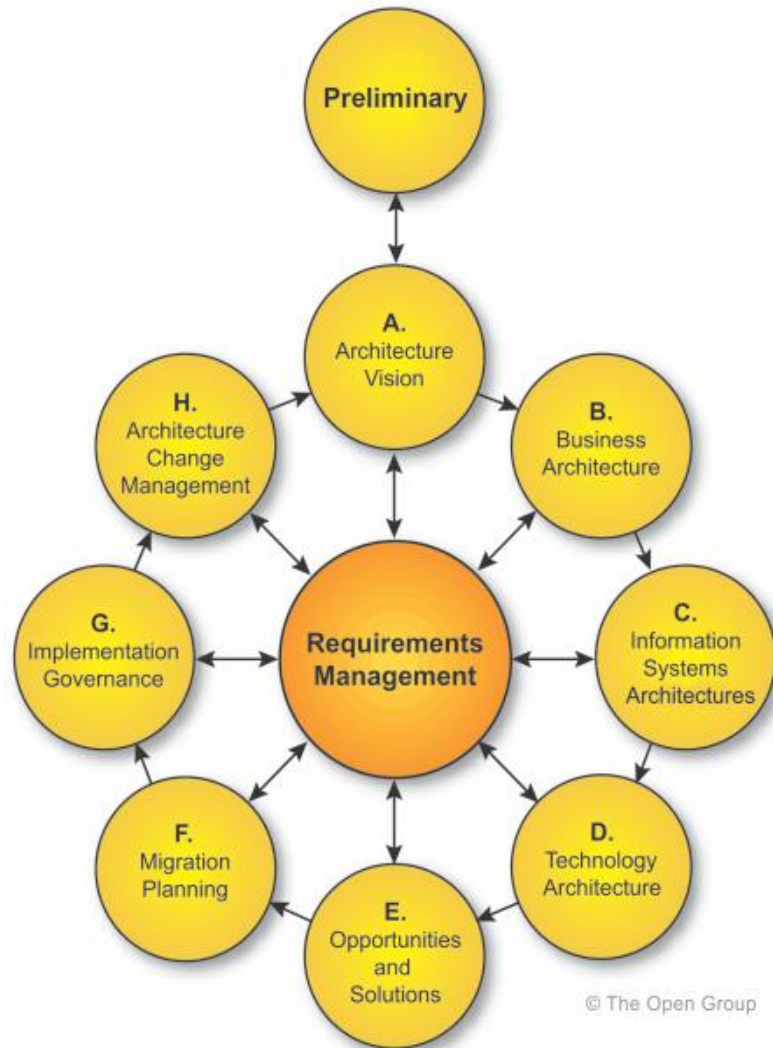 Preliminary
A.
Architecture
Vision
B.
Business
Architecture
C.
Information
Systems
Architectures
D.
Technology
Architecture
E.
Opportunities
and
Solutions
F.
Migration
Planning
G.
Implementation
Governance
H.
Architecture
Change
Management
Requirements
Management
© The Open Group